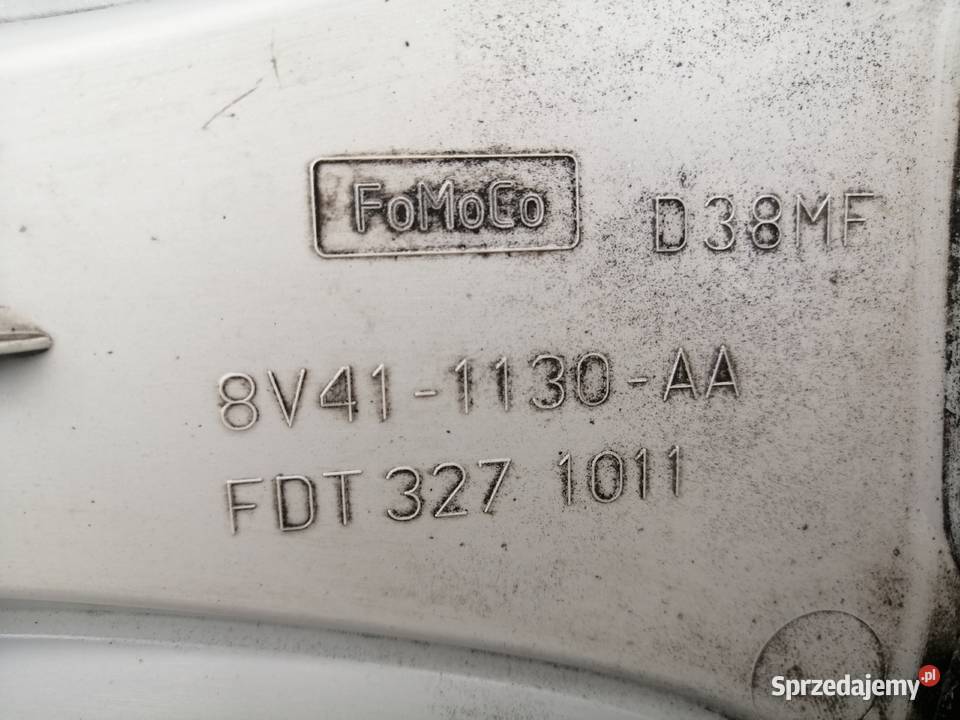 FoMoCo D38MF
8V41-1130-AA
FDT 327 1011
Sprzedajemy.pl